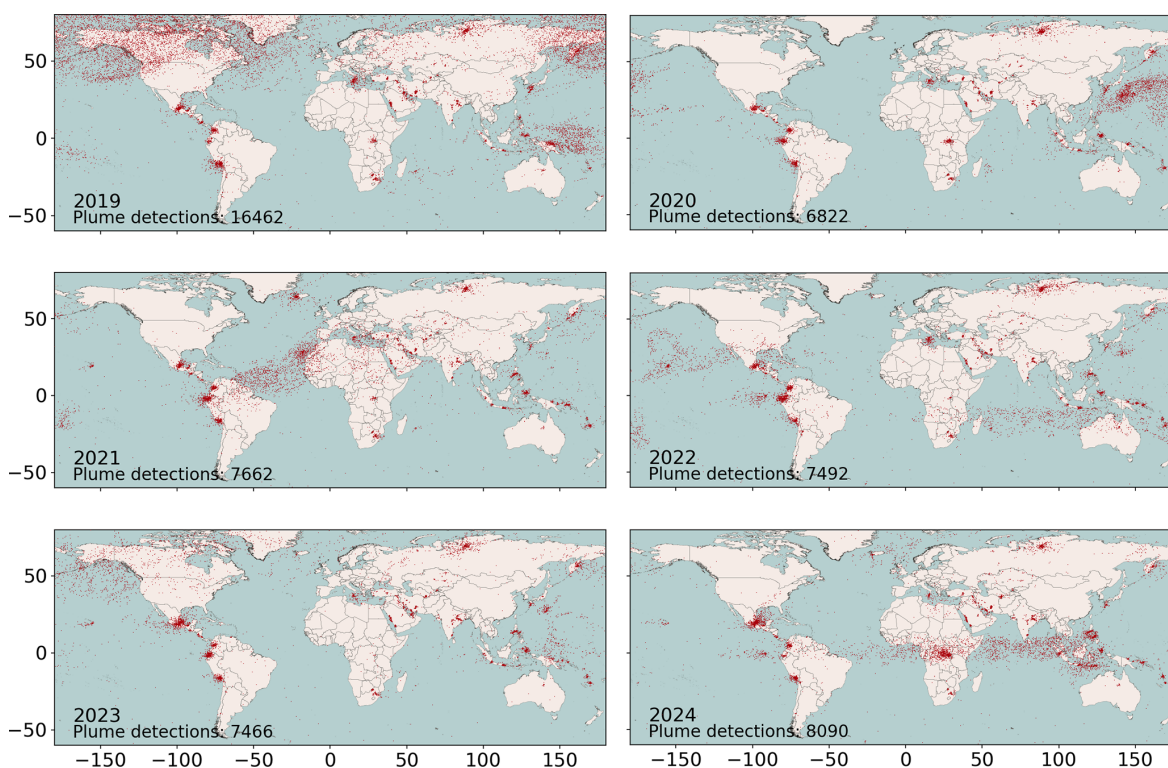 50
0
−50
2019
Plume detections: 16462
2020
Plume detections: 6822
50
0
−50
2021
Plume detections: 7662
2022
Plume detections: 7492
50
0
−50
2023
Plume detections: 7466
2024
Plume detections: 8090
−150 −100 −50 0 50 100 150
−150 −100 −50 0 50 100 150